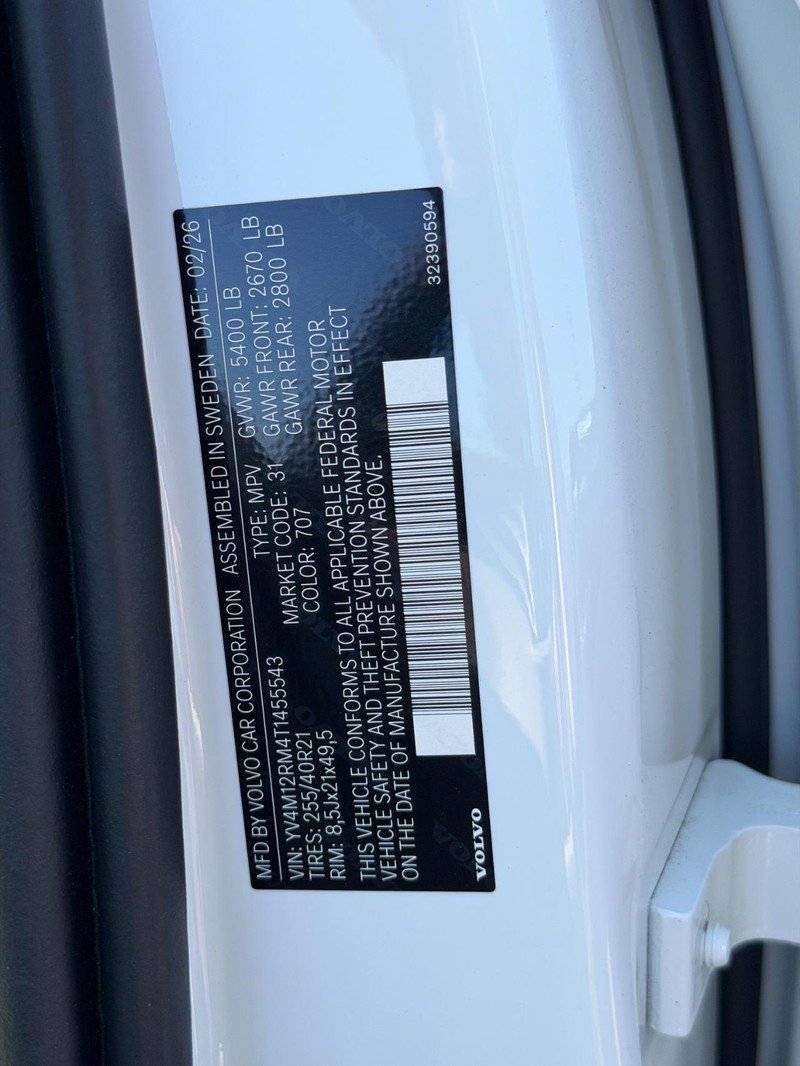 MFD BY VOLVO CAR CORPORATION ASSEMBLED IN SWEDEN DATE: 02/26
VIN: YV4M12RM4T1455543 TYPE: MPV GVWR: 5400 LB
TIRES: 255/40R21 MARKET CODE: 31 GAWR FRONT: 2670 LB
RIM: 8,5Jx21x49,5 COLOR: 707 GAWR REAR: 2800 LB
THIS VEHICLE CONFORMS TO ALL APPLICABLE FEDERAL MOTOR
VEHICLE SAFETY AND THEFT PREVENTION STANDARDS IN EFFECT
ON THE DATE OF MANUFACTURE SHOWN ABOVE.
VOLVO
32390594